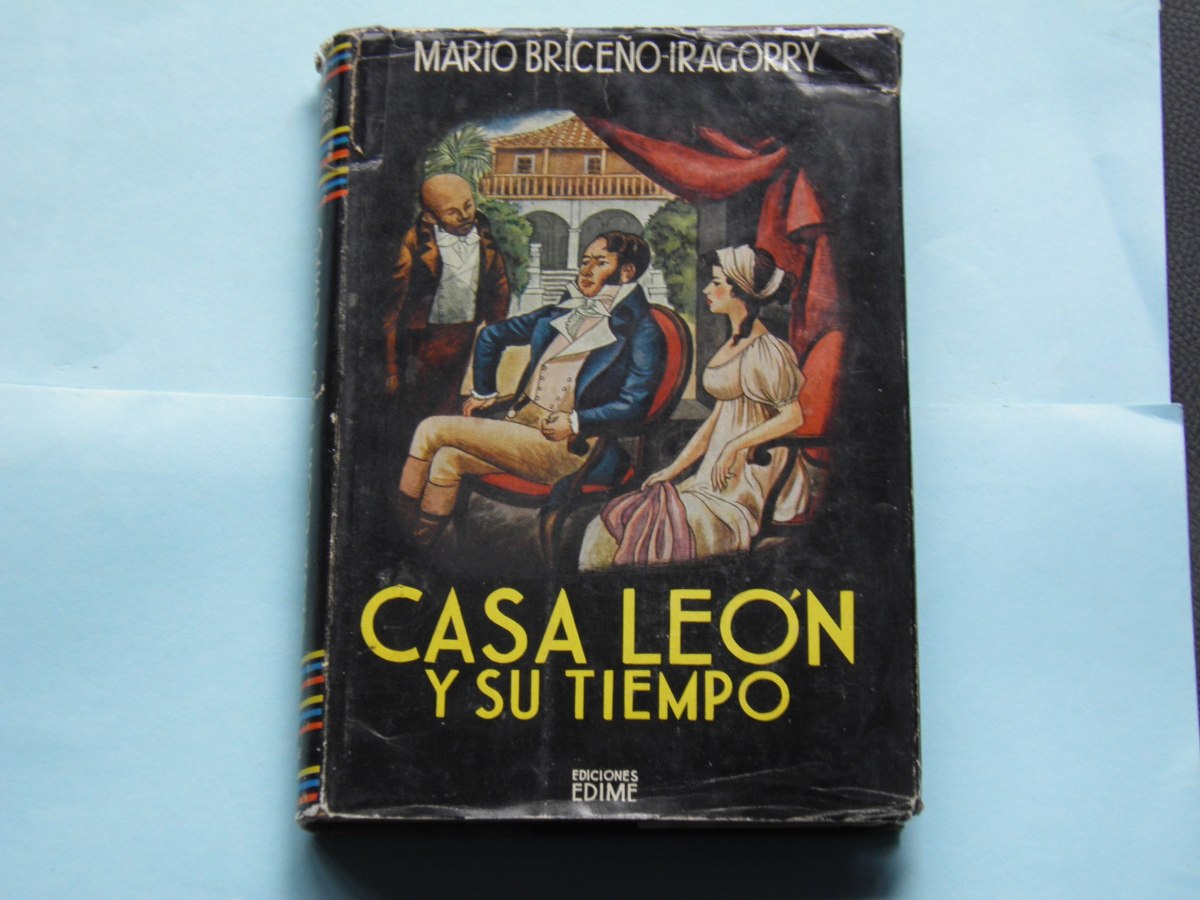 MARIO BRICEÑO-IRAGORRY
CASA LEÓN
Y SU TIEMPO
EDICIONES
EDIME